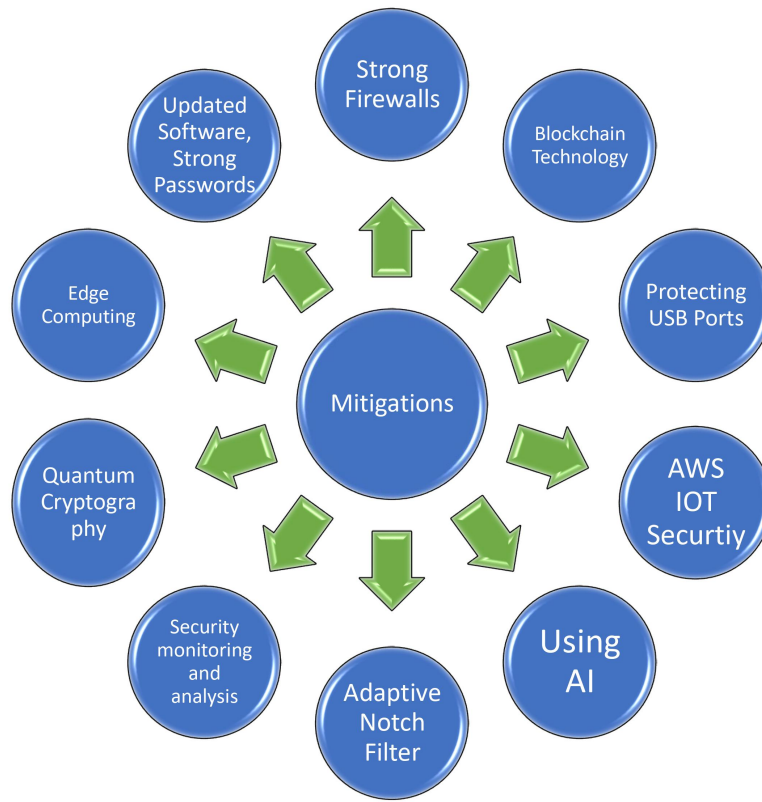 Strong
Firewalls
Blockchain
Technology
Protecting
USB Ports
AWS
IOT
Securtiy
Using
AI
Adaptive
Notch
Filter
Security
monitoring
and
analysis
Quantum
Cryptogra
phy
Edge
Computing
Updated
Software,
Strong
Passwords
Mitigations